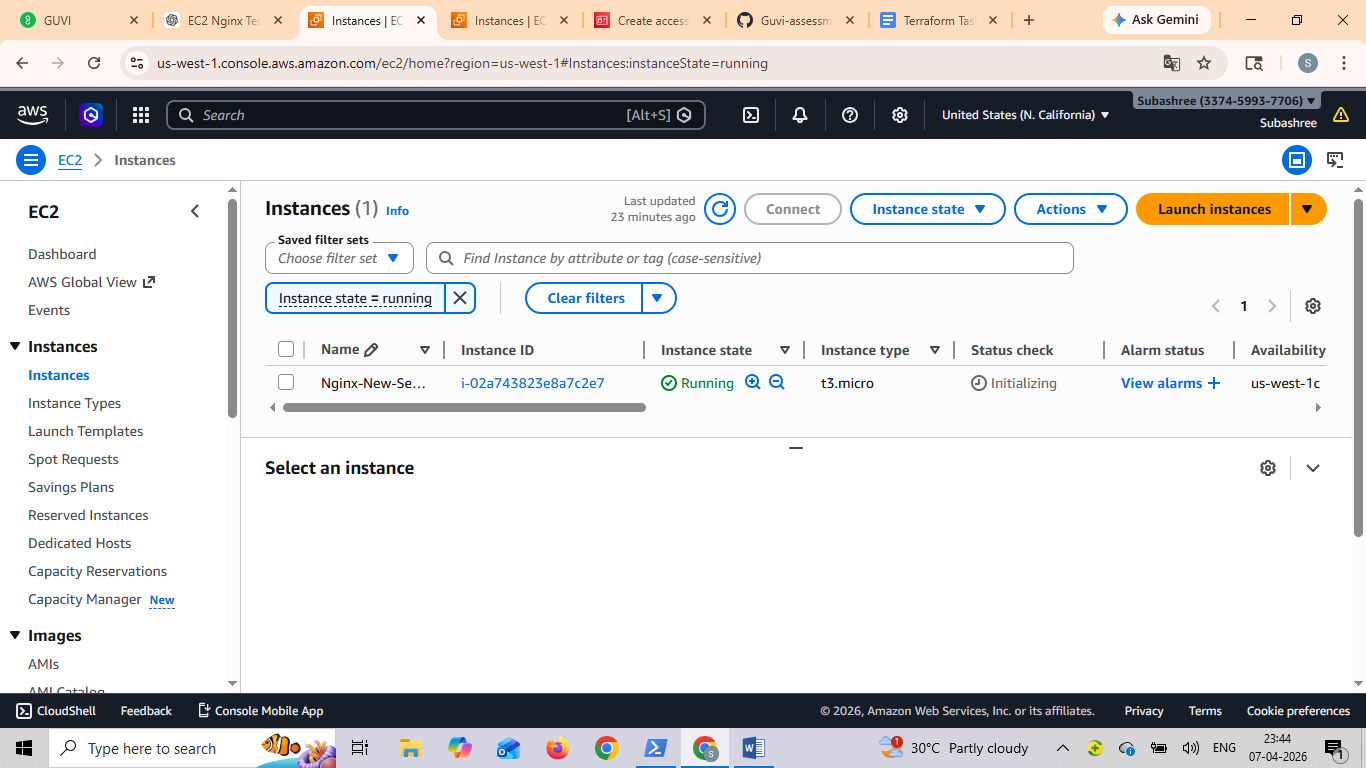 GUVI
EC2 Nginx Ter
Instances | EC
Instances | EC
Create access
Guvi-assessm
Terraform Tas
Ask Gemini
us-west-1.console.aws.amazon.com/ec2/home?region=us-west-1#Instances:instanceState=running
S
aws
Search
[Alt+S]
United States (N. California)
Subashree (3374-5993-7706)
Subashree
EC2
Instances
EC2
Dashboard
AWS Global View
Events
Instances
Instances
Instance Types
Launch Templates
Spot Requests
Savings Plans
Reserved Instances
Dedicated Hosts
Capacity Reservations
Capacity Manager New
Images
AMIs
AMI Catalog
Instances (1) Info
Last updated
23 minutes ago
Connect
Instance state
Actions
Launch instances
Saved filter sets
Choose filter set
Find Instance by attribute or tag (case-sensitive)
Instance state = running
Clear filters
1
Name Instance ID Instance state Instance type Status check Alarm status Availability
Nginx-New-Se... i-02a743823e8a7c2e7 Running t3.micro Initializing View alarms + us-west-1c
Select an instance
CloudShell Feedback Console Mobile App © 2026, Amazon Web Services, Inc. or its affiliates. Privacy Terms Cookie preferences
Type here to search
S
1
30°C Partly cloudy
ENG
23:44
07-04-2026
1